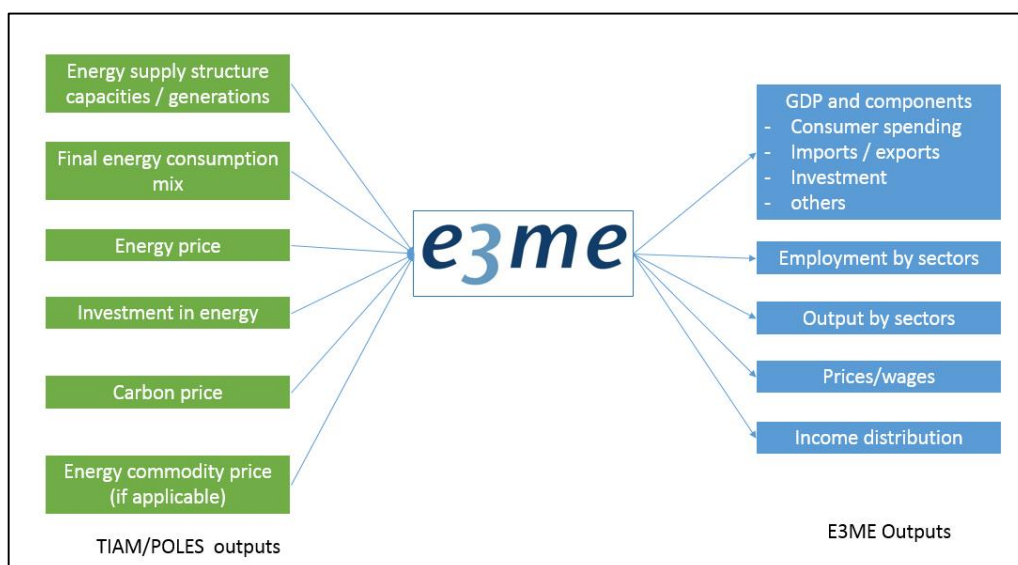 Energy supply structure
capacities / generations
Final energy consumption
mix
Energy price
Investment in energy
Carbon price
Energy commodity price
(if applicable)
TIAM/POLES outputs
e3me
GDP and components
- Consumer spending
- Imports / exports
- Investment
- others
Employment by sectors
Output by sectors
Prices/wages
Income distribution
E3ME Outputs